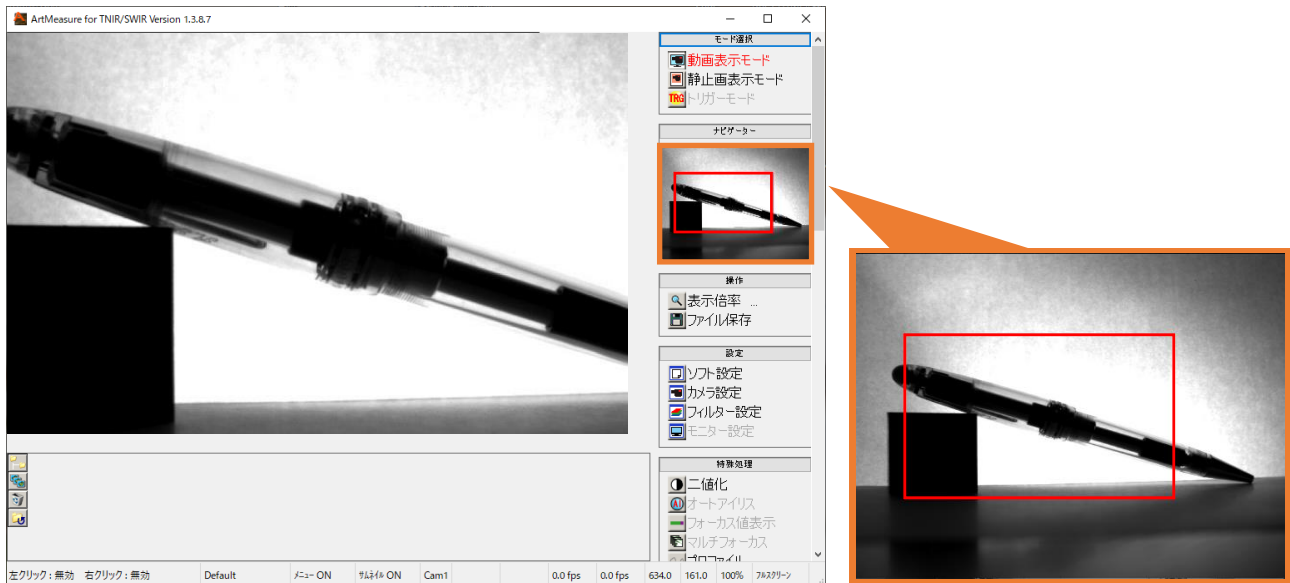 ArtMeasure for TNIR/SWIR Version 1.3.8.7
モード選択
動画表示モード
静止画表示モード
TRG トリガーモード
ナビゲーター
操作
表示倍率 ...
ファイル保存
設定
ソフト設定
カメラ設定
フィルター設定
モニター設定
特殊処理
二値化
AI オートアイリス
フォーカス値表示
マルチフォーカス
プロファイル
左クリック : 無効 右クリック : 無効 Default メニュー ON サムネイル ON Cam1 0.0 fps 0.0 fps 634.0 161.0 100% フルスクリーン